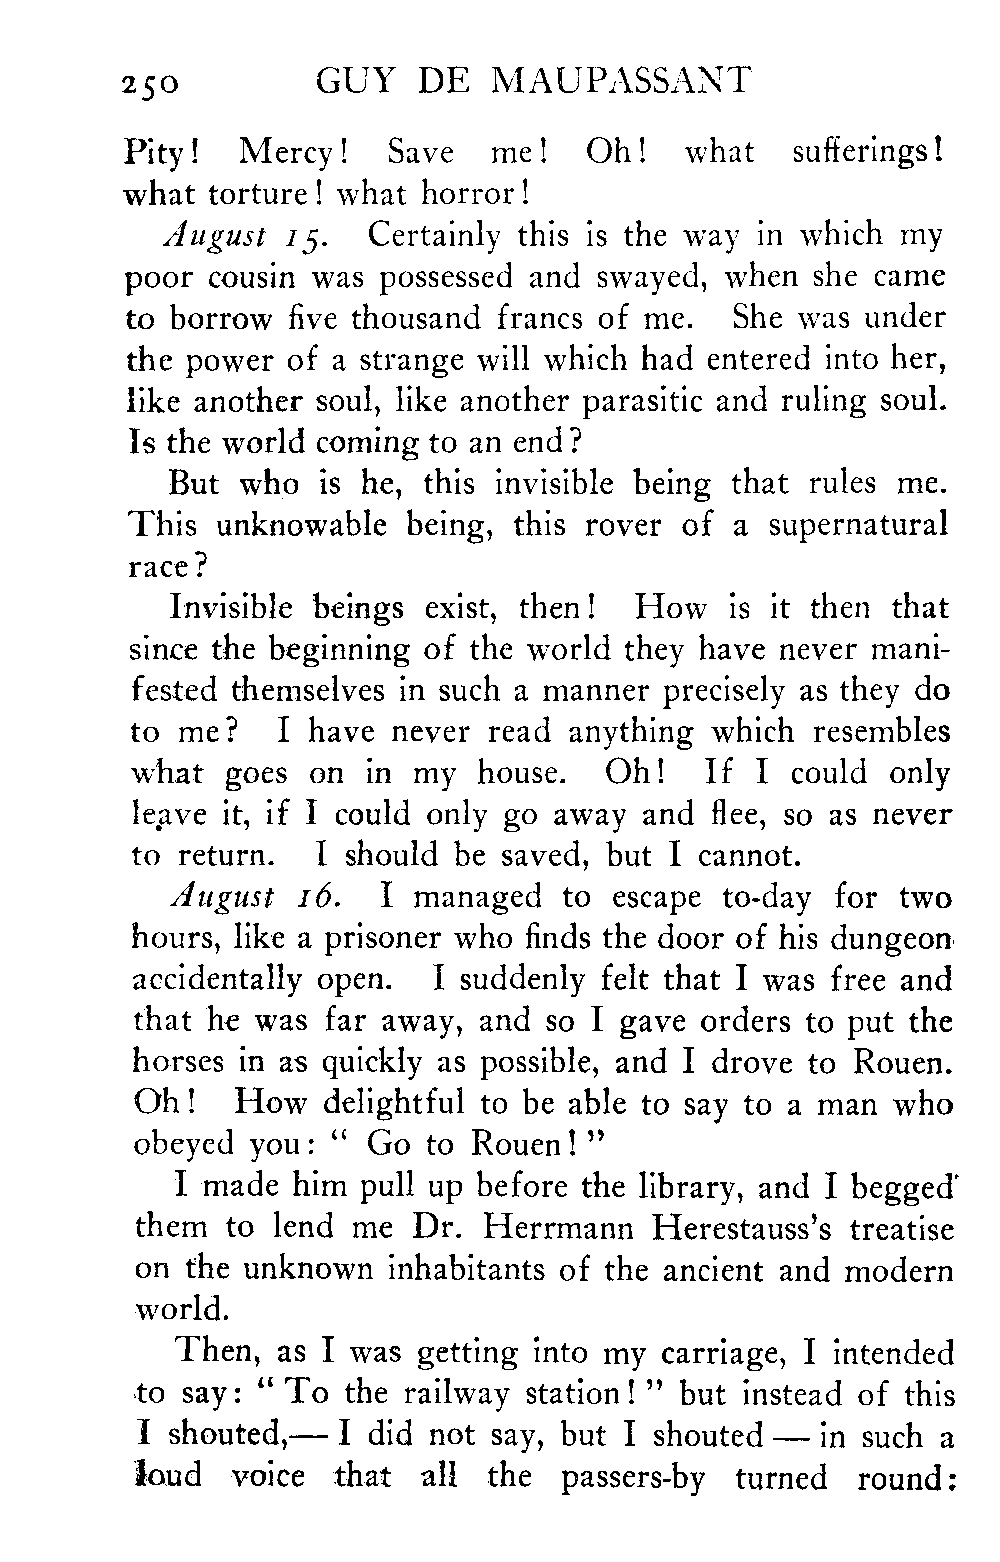 250 GUY DE MAUPASSANT
Pity! Mercy! Save me! Oh! what sufferings!
what torture! what horror!
August 15. Certainly this is the way in which my
poor cousin was possessed and swayed, when she came
to borrow five thousand francs of me. She was under
the power of a strange will which had entered into her,
like another soul, like another parasitic and ruling soul.
Is the world coming to an end?
But who is he, this invisible being that rules me.
This unknowable being, this rover of a supernatural
race?
Invisible beings exist, then! How is it then that
since the beginning of the world they have never mani-
fested themselves in such a manner precisely as they do
to me? I have never read anything which resembles
what goes on in my house. Oh! If I could only
leave it, if I could only go away and flee, so as never
to return. I should be saved, but I cannot.
August 16. I managed to escape to-day for two
hours, like a prisoner who finds the door of his dungeon
accidentally open. I suddenly felt that I was free and
that he was far away, and so I gave orders to put the
horses in as quickly as possible, and I drove to Rouen.
Oh! How delightful to be able to say to a man who
obeyed you: " Go to Rouen! "
I made him pull up before the library, and I begged
them to lend me Dr. Herrmann Herestauss's treatise
on the unknown inhabitants of the ancient and modern
world.
Then, as I was getting into my carriage, I intended
to say: " To the railway station! " but instead of this
I shouted,— I did not say, but I shouted — in such a
loud voice that all the passers-by turned round: